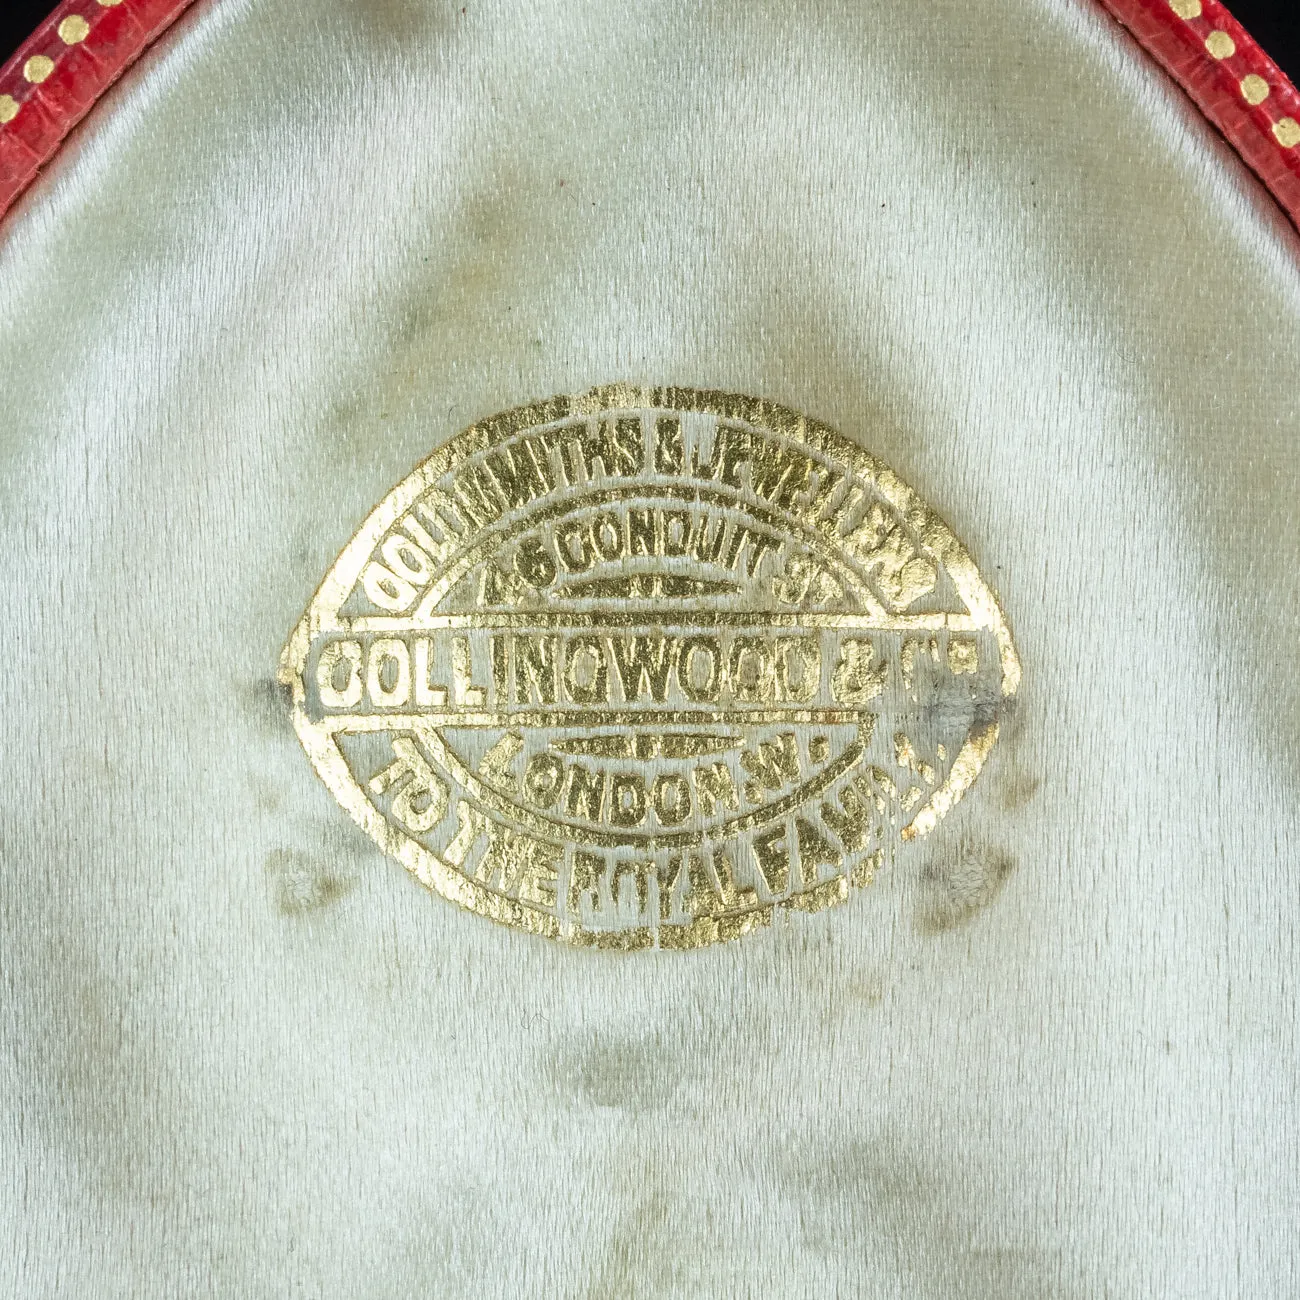 GOLDSMITHS & JEWELLERS
46 CONDUIT ST
COLLINGWOOD & Co.
LONDON. W.
TO THE ROYAL FAMILY.